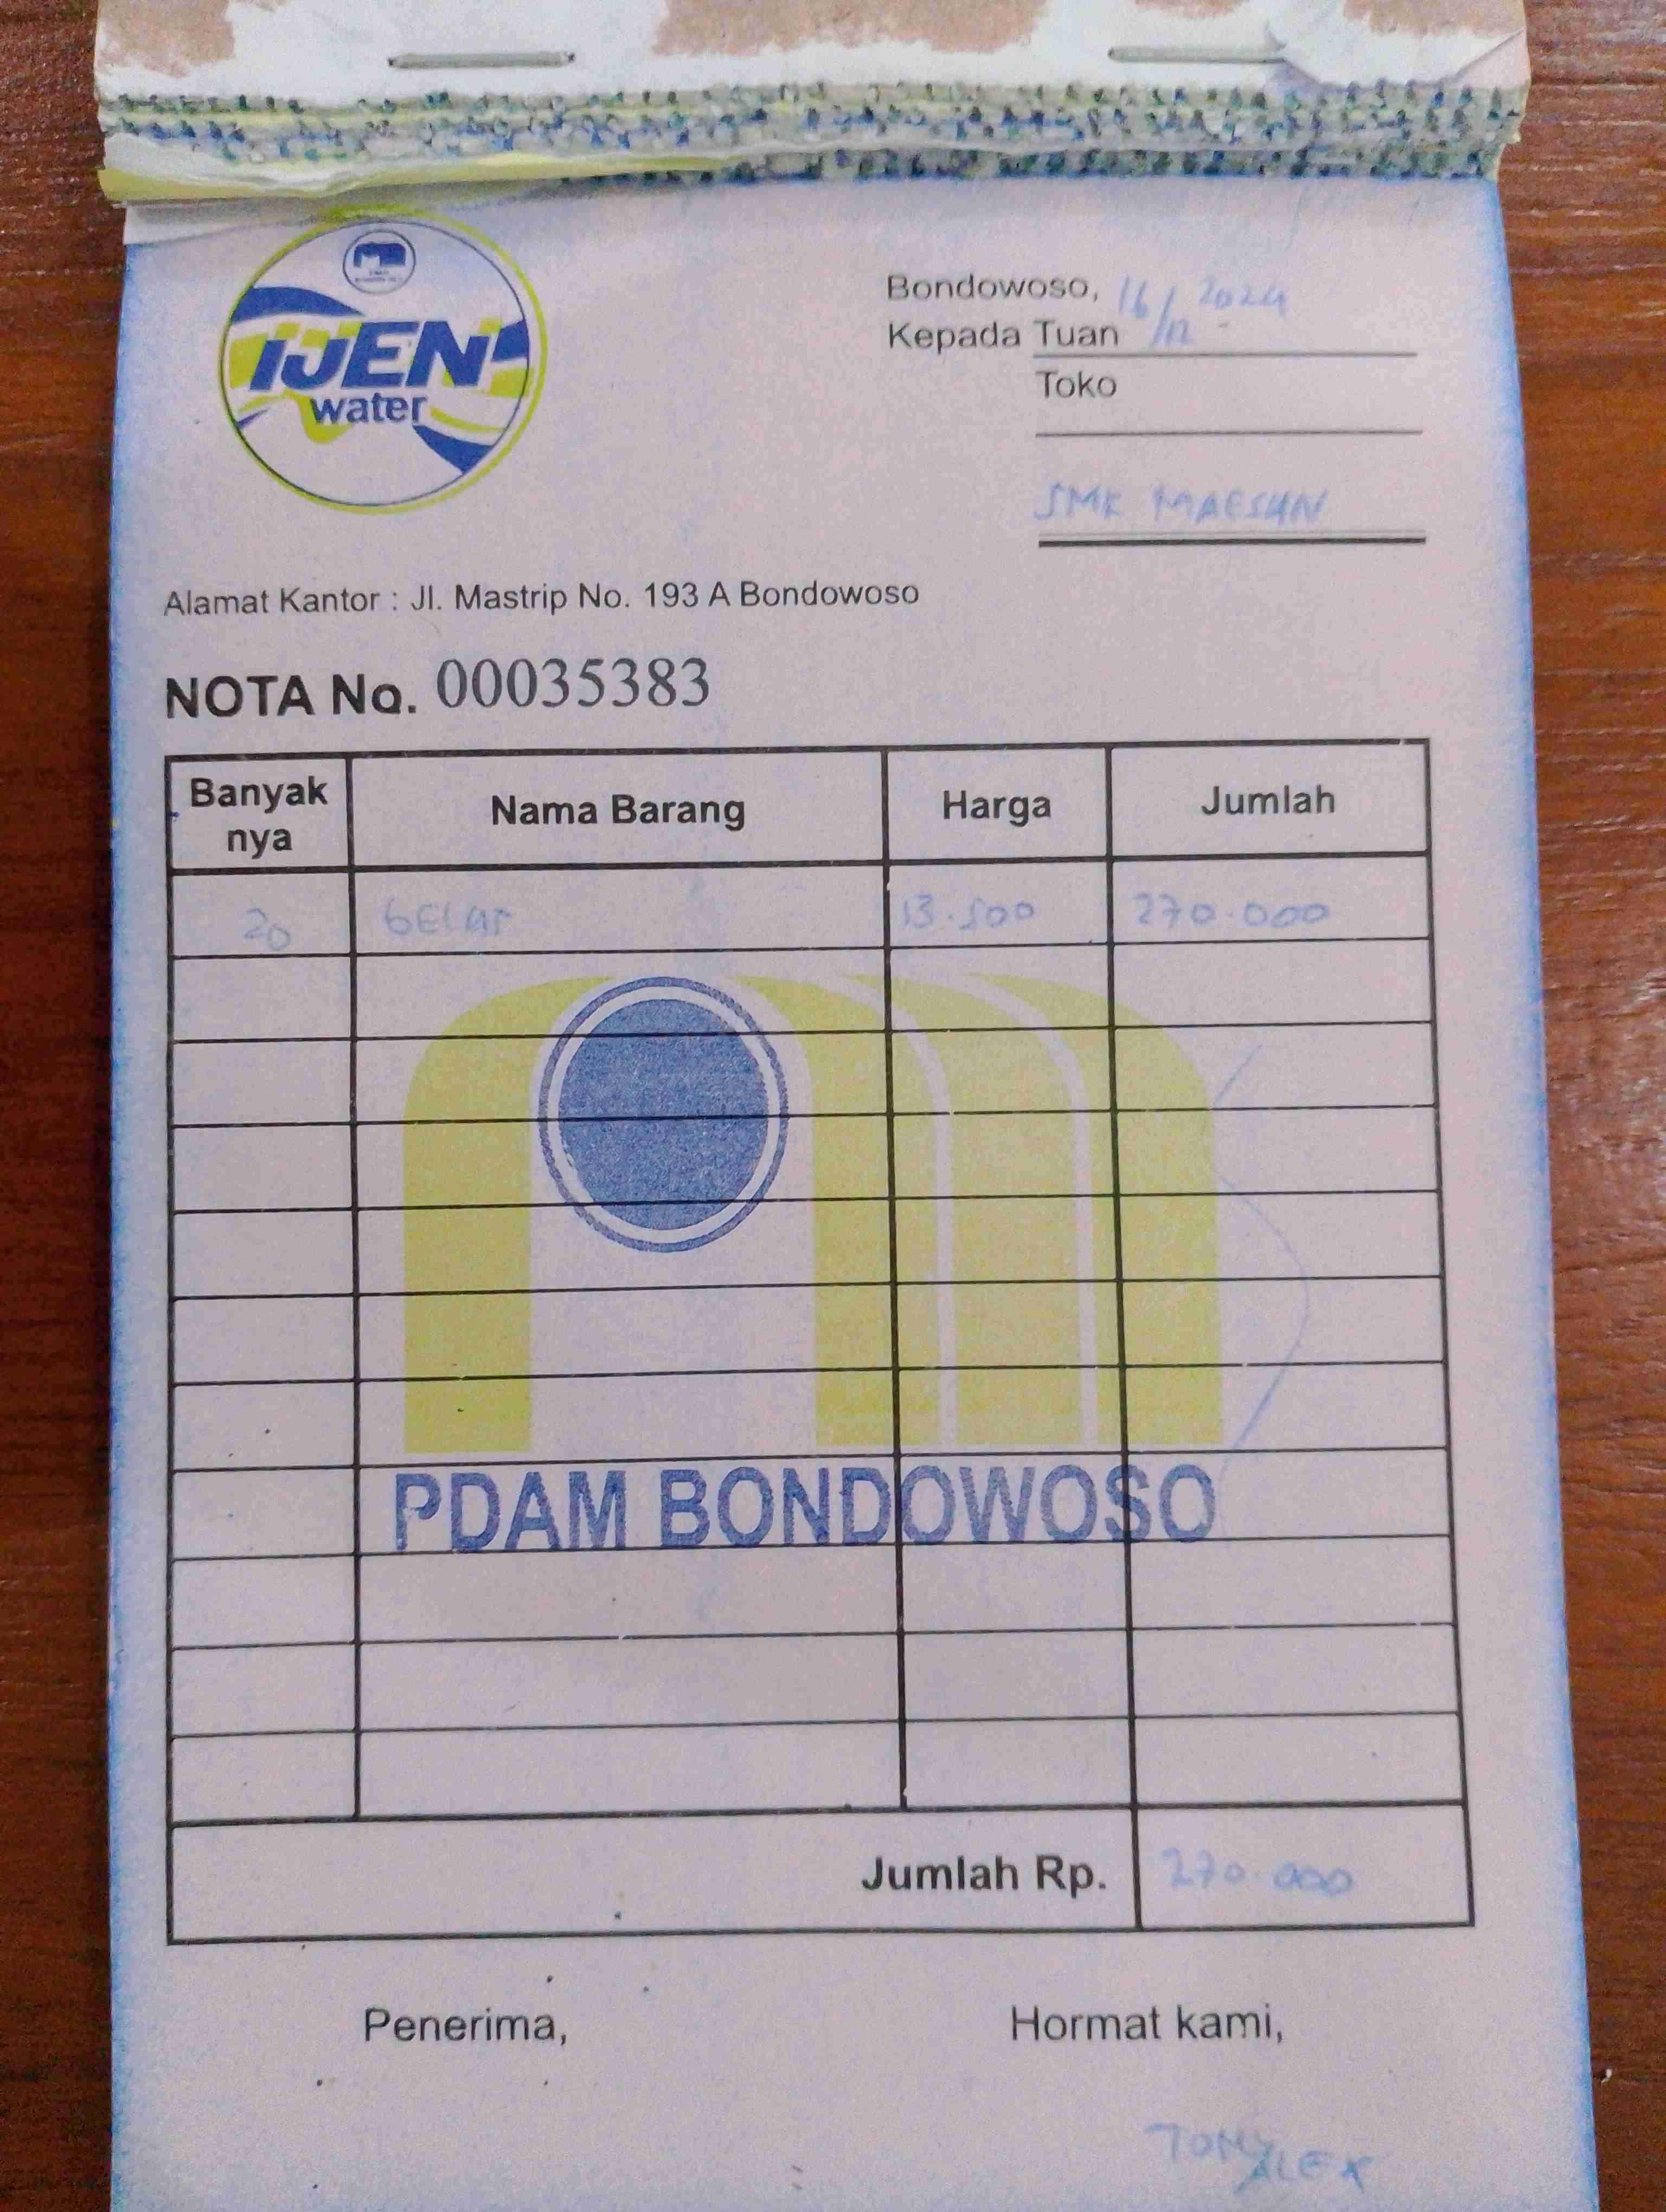 IJEN
water
Bondowoso, 16/12 2024
Kepada Tuan
Toko
SMK MAESAN
Alamat Kantor : Jl. Mastrip No. 193 A Bondowoso
NOTA No. 00035383
Banyak nya Nama Barang Harga Jumlah
20 GELAS 13.500 270.000
PDAM BONDOWOSO
Jumlah Rp. 270.000
Penerima, Hormat kami,
TOMY
ALEX